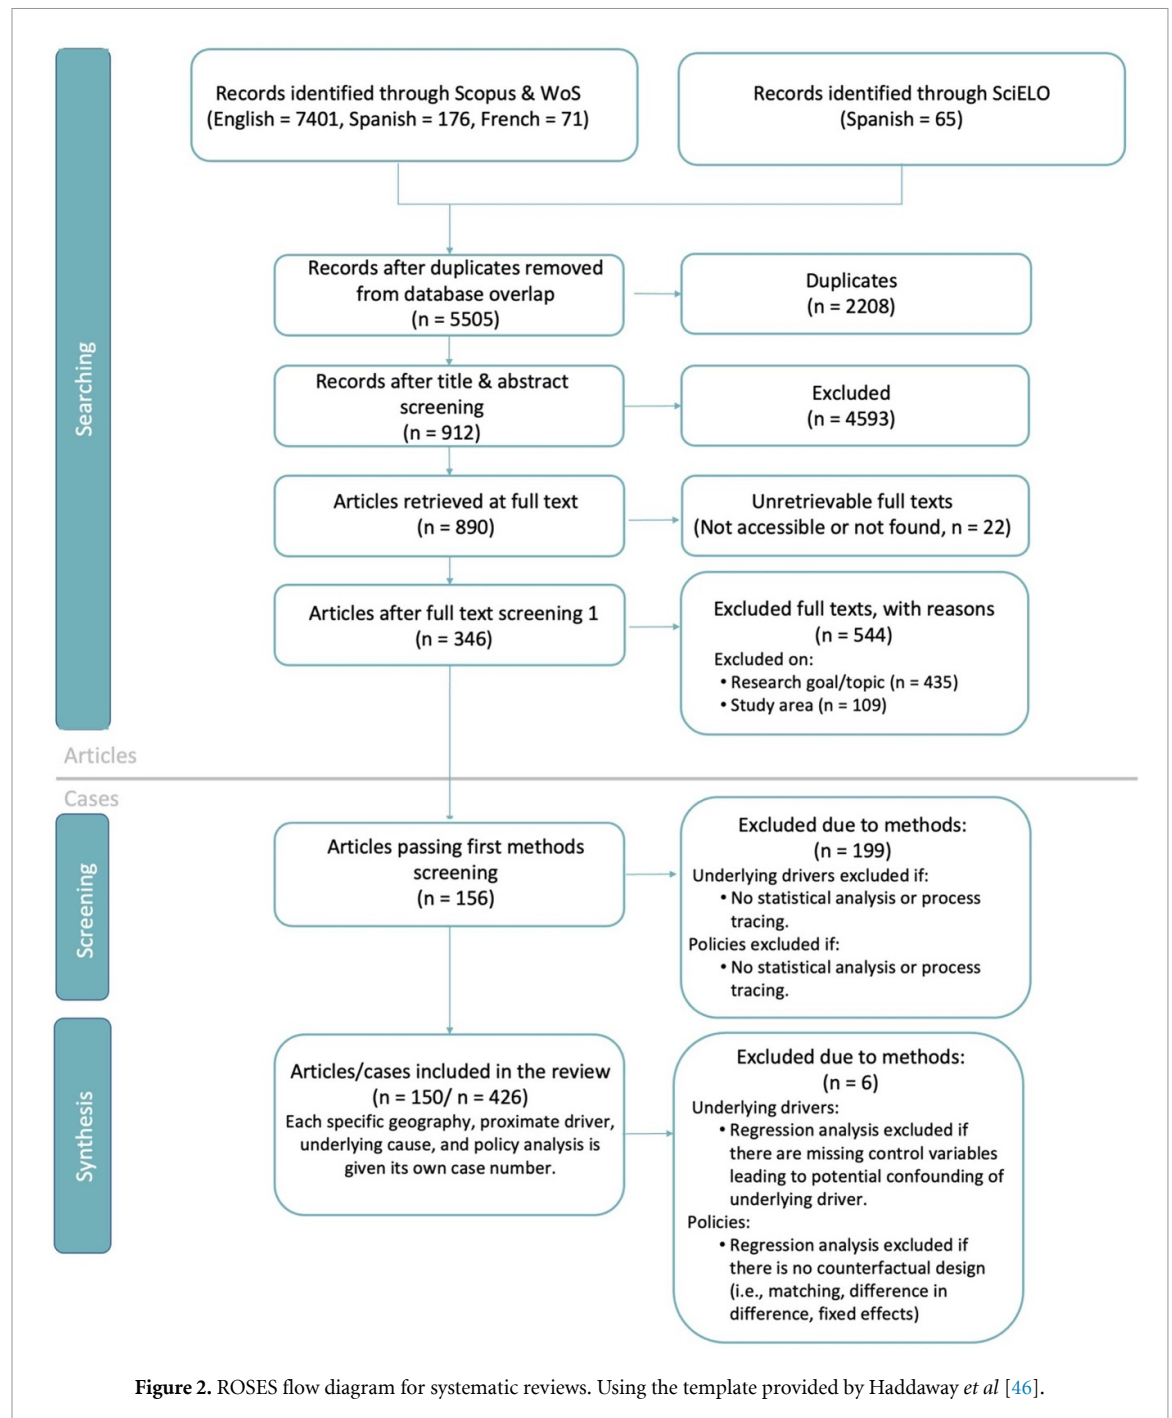 Searching
Records identified through Scopus & WoS
(English = 7401, Spanish = 176, French = 71)
Records identified through SciELO
(Spanish = 65)
Records after duplicates removed
from database overlap
(n = 5505)
Duplicates
(n = 2208)
Records after title & abstract
screening
(n = 912)
Excluded
(n = 4593)
Articles retrieved at full text
(n = 890)
Unretrievable full texts
(Not accessible or not found, n = 22)
Articles after full text screening 1
(n = 346)
Excluded full texts, with reasons
(n = 544)
Excluded on:
• Research goal/topic (n = 435)
• Study area (n = 109)
Articles
Cases
Screening
Articles passing first methods
screening
(n = 156)
Excluded due to methods:
(n = 199)
Underlying drivers excluded if:
• No statistical analysis or process
tracing.
Policies excluded if:
• No statistical analysis or process
tracing.
Synthesis
Articles/cases included in the review
(n = 150/ n = 426)
Each specific geography, proximate driver,
underlying cause, and policy analysis is
given its own case number.
Excluded due to methods:
(n = 6)
Underlying drivers:
• Regression analysis excluded if
there are missing control variables
leading to potential confounding of
underlying driver.
Policies:
• Regression analysis excluded if
there is no counterfactual design
(i.e., matching, difference in
difference, fixed effects)
Figure 2. ROSES flow diagram for systematic reviews. Using the template provided by Haddaway et al [46].